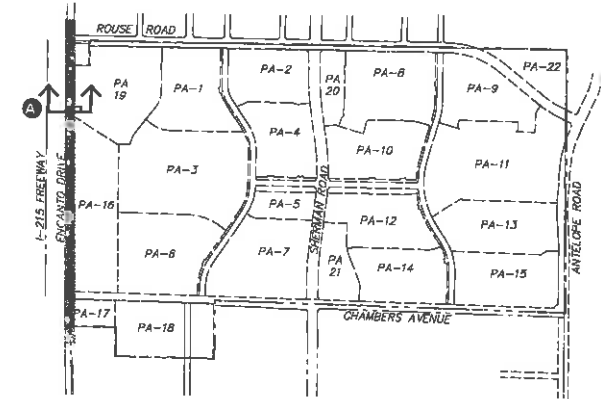 ROUSE ROAD
PA-22
PA-2
PA-1
PA
19
PA
20
PA-8
PA-9
A
PA-4
PA-10
PA-11
PA-3
I-215 FREEWAY
ENCANTO DRIVE
PA-16
PA-5
SHERMAN ROAD
PA-12
PA-13
ANTELOPE ROAD
PA-6
PA-7
PA
21
PA-14
PA-15
PA-17
PA-18
CHAMBERS AVENUE